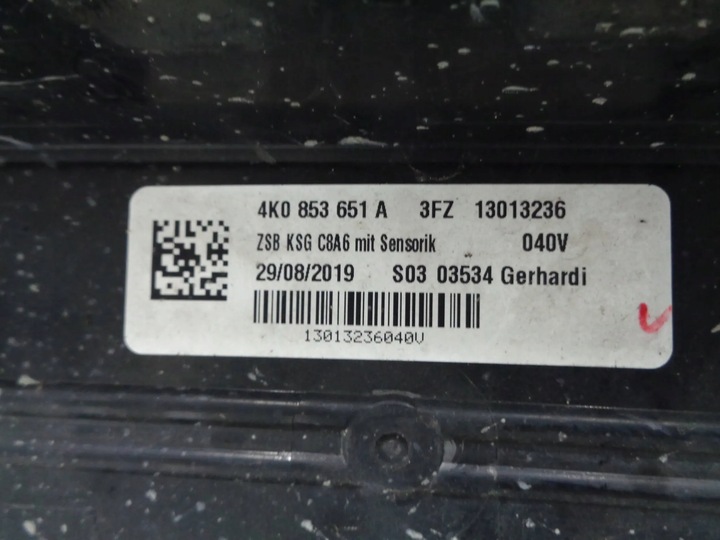 4K0 853 651 A 3FZ 13013236
ZSB KSG C8A6 mit Sensorik 040V
29/08/2019 S03 03534 Gerhardi
13013236040V